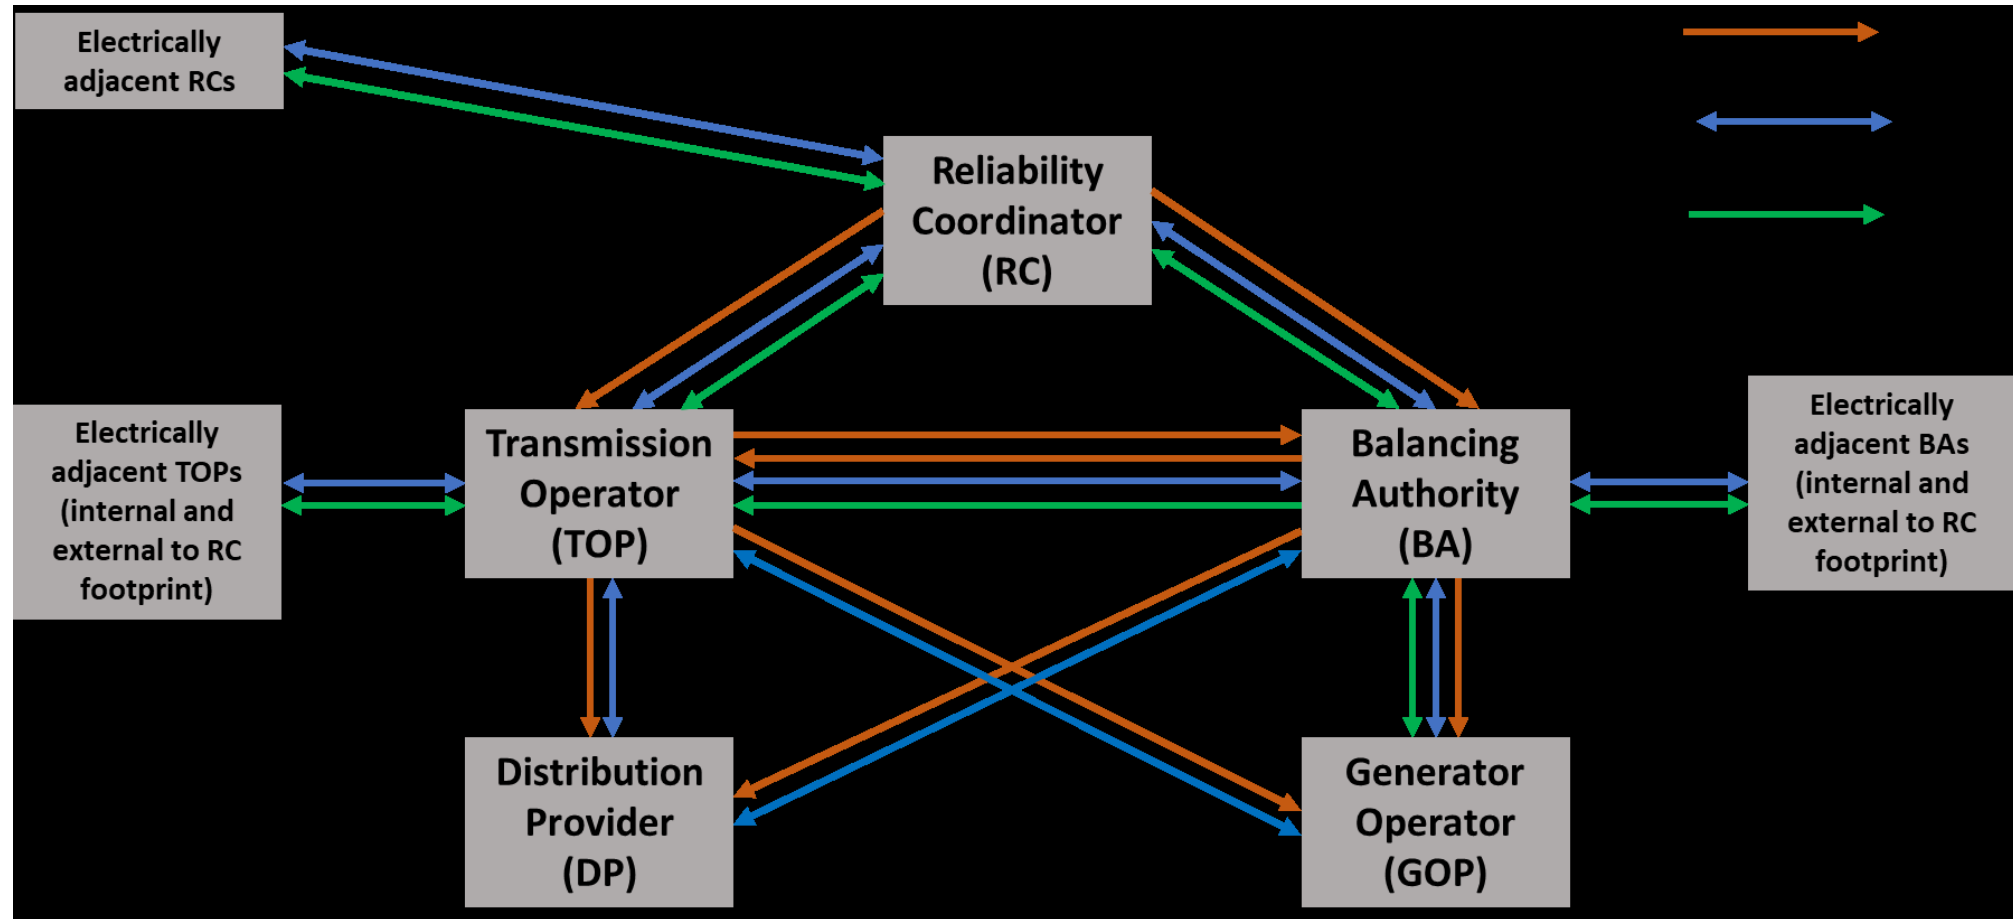 Electrically
adjacent RCs
Reliability
Coordinator
(RC)
Electrically
adjacent TOPs
(internal and
external to RC
footprint)
Transmission
Operator
(TOP)
Balancing
Authority
(BA)
Electrically
adjacent BAs
(internal and
external to RC
footprint)
Distribution
Provider
(DP)
Generator
Operator
(GOP)